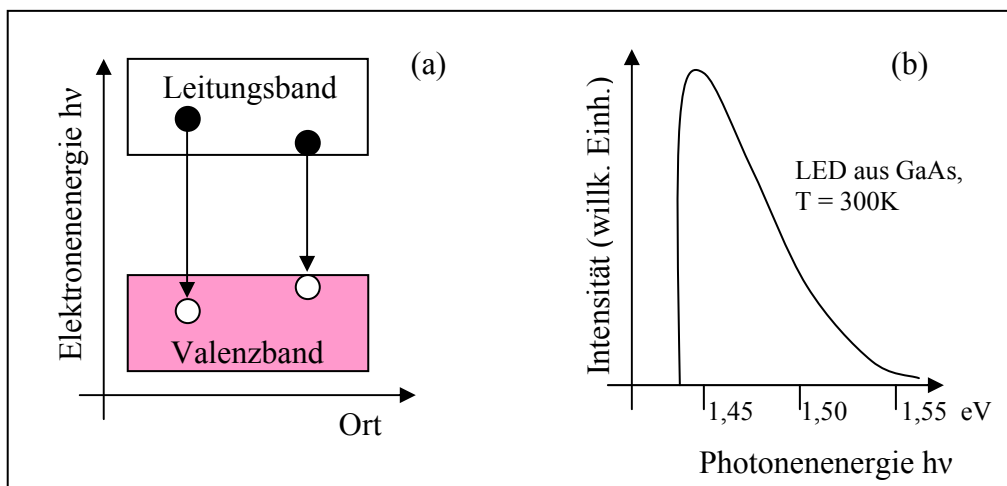 (a)
Leitungsband
Valenzband
Elektronenenergie hν
Ort
(b)
LED aus GaAs,
T = 300K
Intensität (willk. Einh.)
1,45 1,50 1,55 eV
Photonenenergie hν